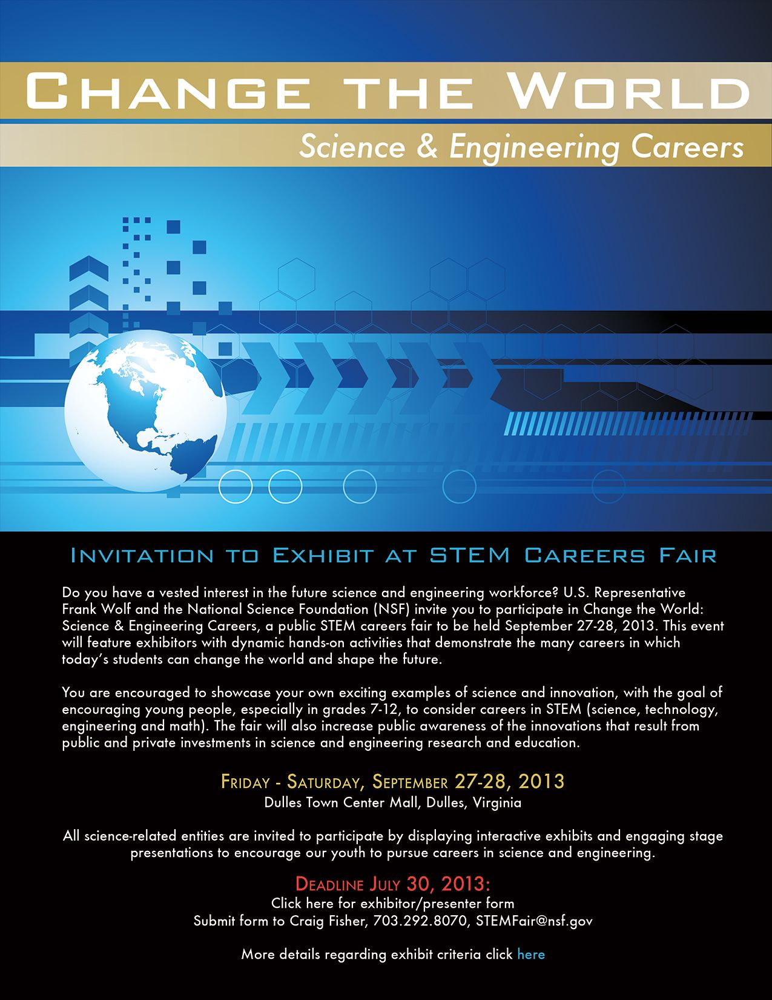 Change the World
Science & Engineering Careers
Invitation to Exhibit at STEM Careers Fair
Do you have a vested interest in the future science and engineering workforce? U.S. Representative
Frank Wolf and the National Science Foundation (NSF) invite you to participate in Change the World:
Science & Engineering Careers, a public STEM careers fair to be held September 27-28, 2013. This event
will feature exhibitors with dynamic hands-on activities that demonstrate the many careers in which
today's students can change the world and shape the future.
You are encouraged to showcase your own exciting examples of science and innovation, with the goal of
encouraging young people, especially in grades 7-12, to consider careers in STEM (science, technology,
engineering and math). The fair will also increase public awareness of the innovations that result from
public and private investments in science and engineering research and education.
Friday - Saturday, September 27-28, 2013
Dulles Town Center Mall, Dulles, Virginia
All science-related entities are invited to participate by displaying interactive exhibits and engaging stage
presentations to encourage our youth to pursue careers in science and engineering.
Deadline July 30, 2013:
Click here for exhibitor/presenter form
Submit form to Craig Fisher, 703.292.8070, STEMFair@nsf.gov
More details regarding exhibit criteria click here